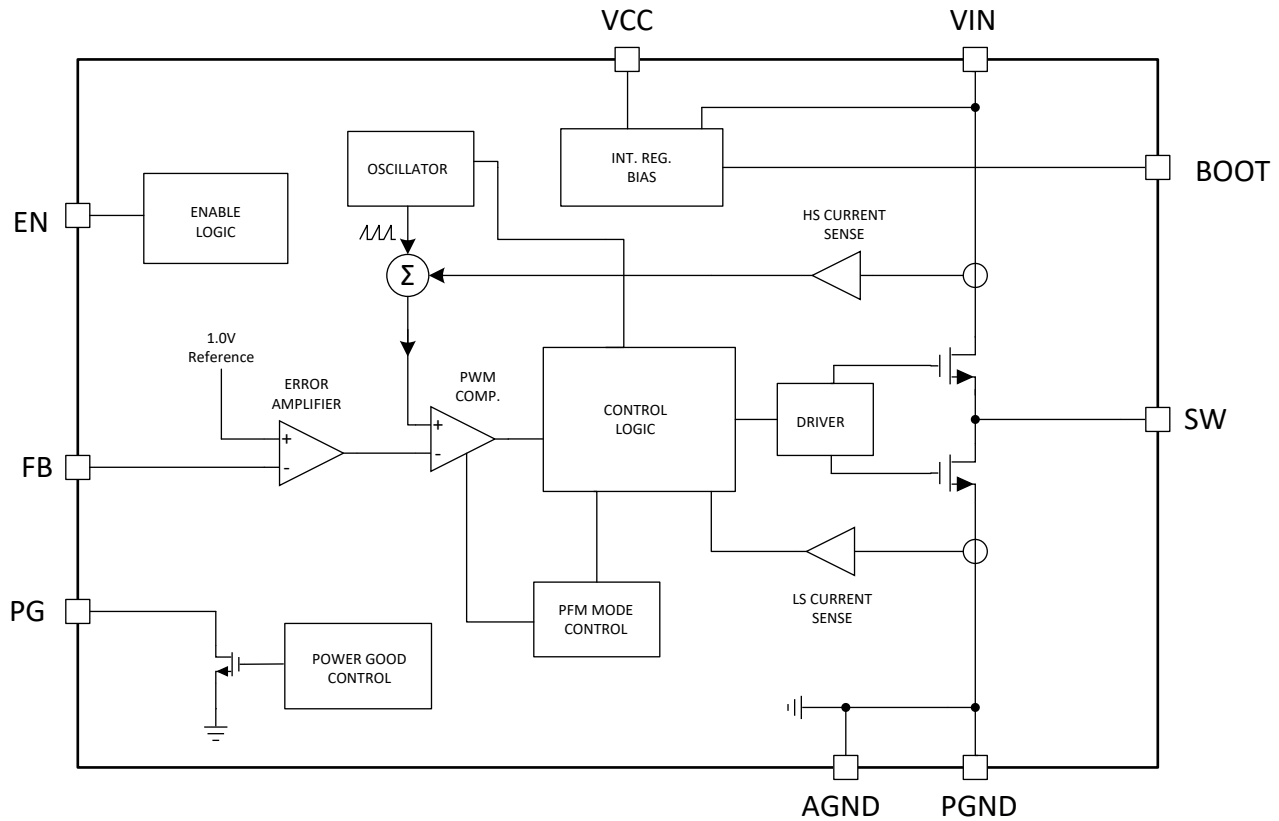 VCC
VIN
OSCILLATOR
INT. REG.
BIAS
BOOT
EN
ENABLE
LOGIC
HS CURRENT
SENSE
Σ
1.0V
Reference
ERROR
AMPLIFIER
PWM
COMP.
CONTROL
LOGIC
DRIVER
SW
+
-
+
-
FB
PG
POWER GOOD
CONTROL
PFM MODE
CONTROL
LS CURRENT
SENSE
AGND
PGND